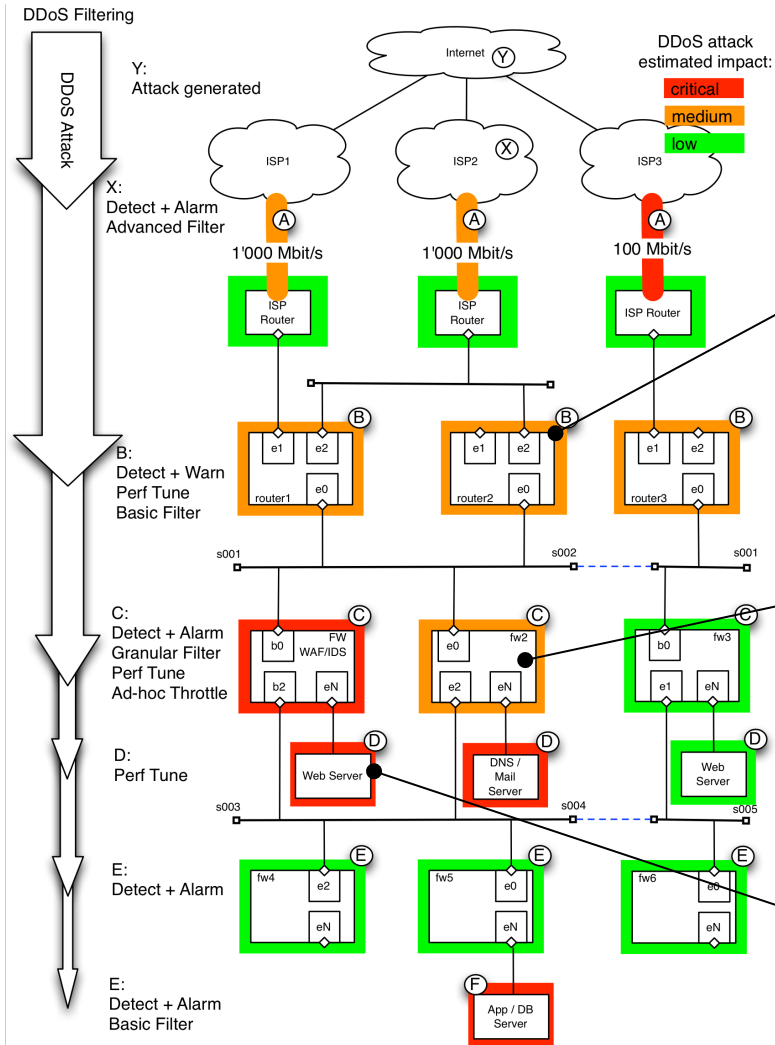 DDoS Filtering
DDoS Attack
Y:
Attack generated
Internet
Y
DDoS attack
estimated impact:
critical
medium
low
ISP1
ISP2
X
ISP3
X:
Detect + Alarm
Advanced Filter
A
A
A
1'000 Mbit/s
1'000 Mbit/s
100 Mbit/s
ISP
Router
ISP
Router
ISP Router
B
B
B
e1
e2
e0
router1
e1
e2
e0
router2
e1
e2
e0
router3
B:
Detect + Warn
Perf Tune
Basic Filter
s001
s002
s001
C:
Detect + Alarm
Granular Filter
Perf Tune
Ad-hoc Throttle
C
C
C
b0
FW
WAF/IDS
b2
eN
e0
fw2
e2
eN
b0
fw3
e1
eN
D:
Perf Tune
D
D
D
Web Server
DNS /
Mail
Server
Web
Server
s003
s004
s005
E:
Detect + Alarm
E
E
E
fw4
e2
eN
fw5
e0
eN
fw6
e0
eN
E:
Detect + Alarm
Basic Filter
F
App / DB
Server